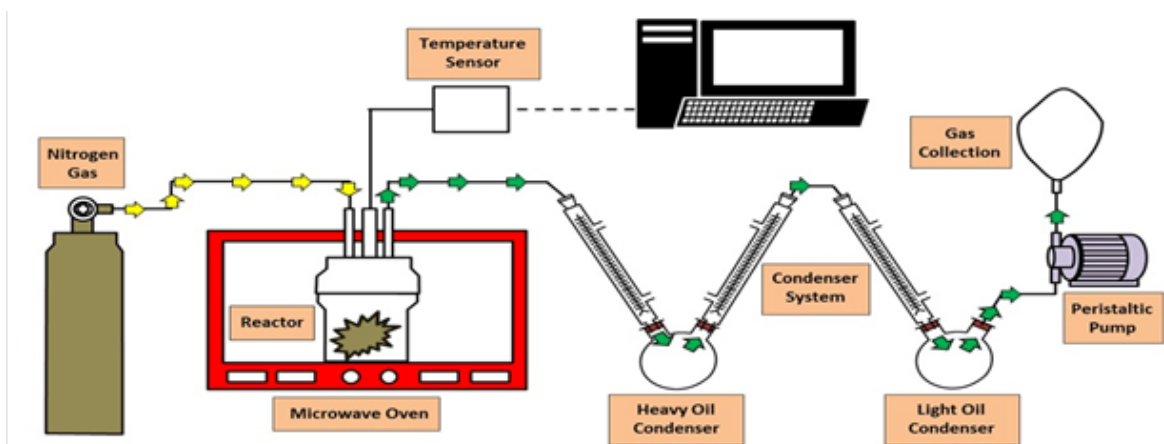 Temperature
Sensor
Nitrogen
Gas
Gas
Collection
Reactor
Condenser
System
Peristaltic
Pump
Microwave Oven
Heavy Oil
Condenser
Light Oil
Condenser